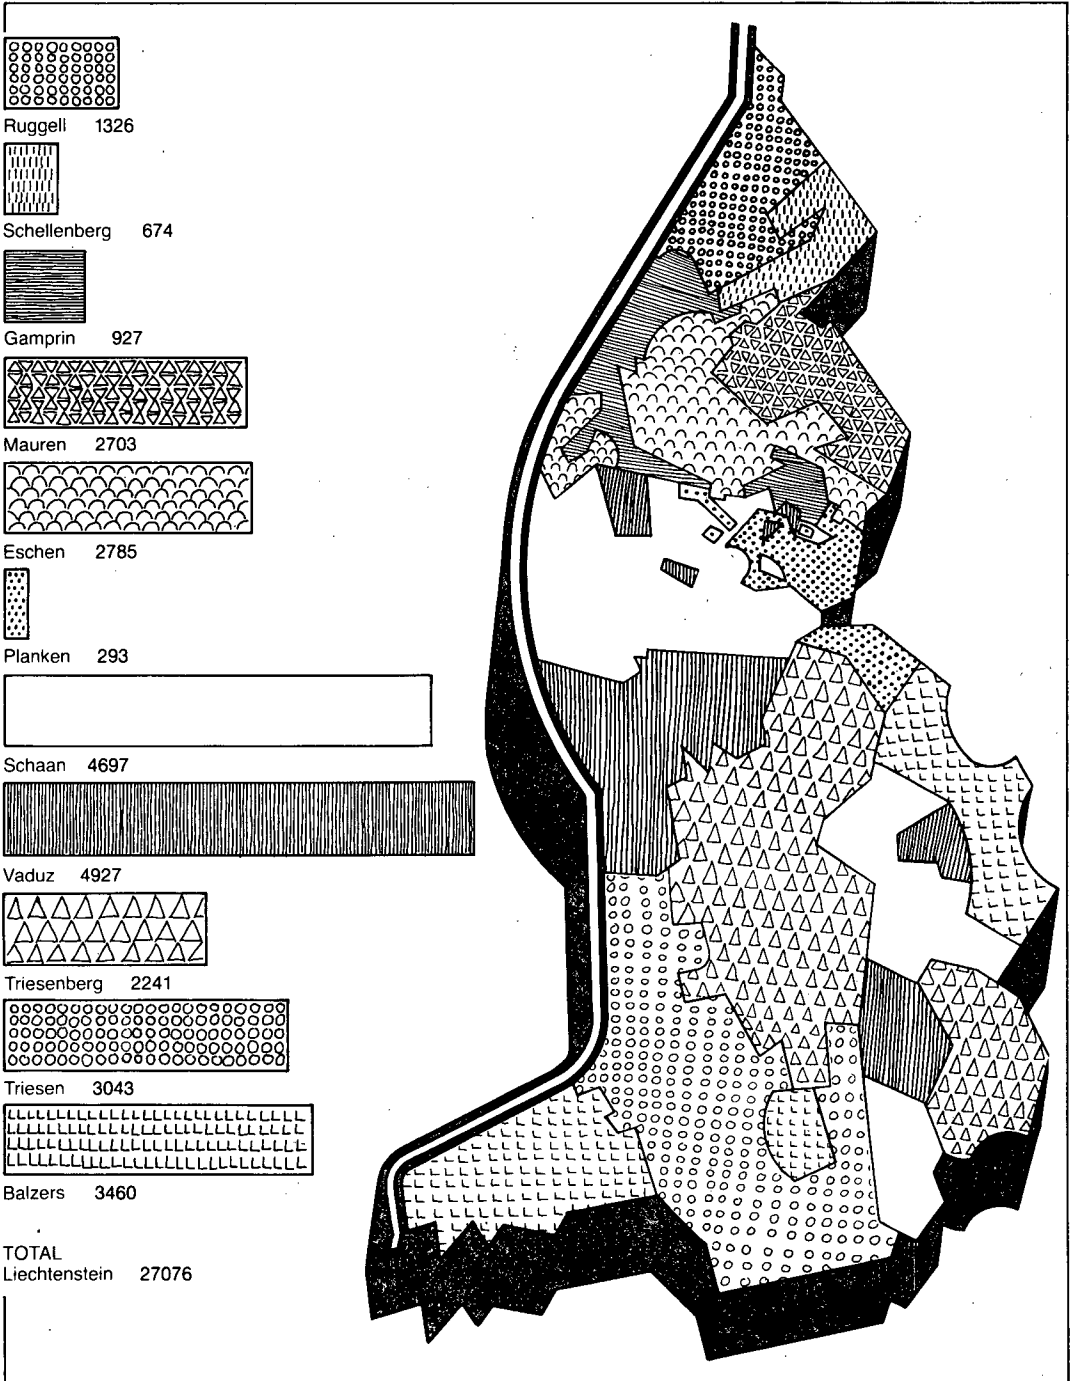 Ruggell 1326
Schellenberg 674
Gamprin 927
Mauren 2703
Eschen 2785
Planken 293
Schaan 4697
Vaduz 4927
Triesenberg 2241
Triesen 3043
Balzers 3460
TOTAL
Liechtenstein 27076